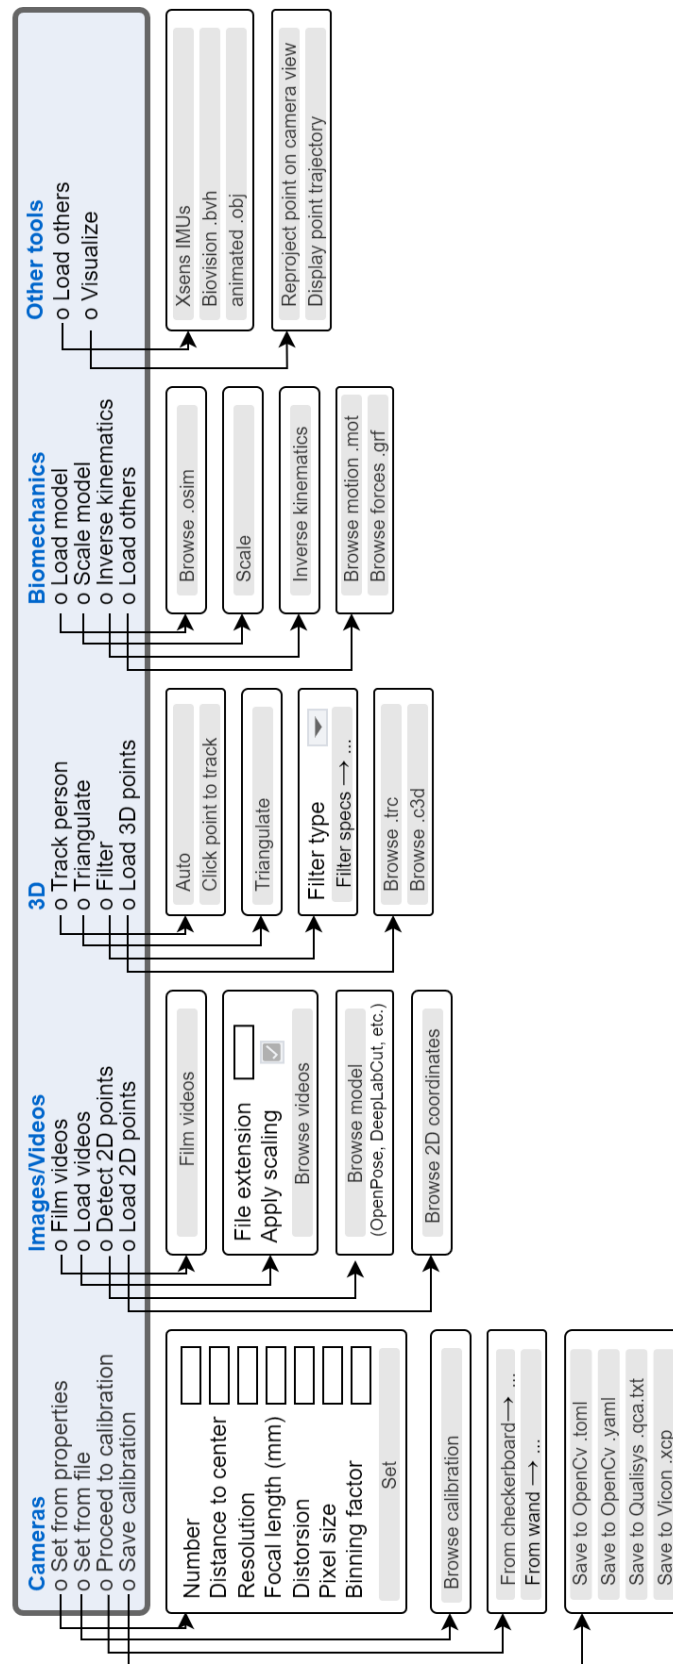 Cameras
o Set from properties
o Set from file
o Proceed to calibration
o Save calibration
Number
Distance to center
Resolution
Focal length (mm)
Distorsion
Pixel size
Binning factor
Set
Browse calibration
From checkerboard → ...
From wand → ...
Save to OpenCv .toml
Save to OpenCv .yaml
Save to Qualisys .qca.txt
Save to Vicon .xcp
Images/Videos
o Film videos
o Load videos
o Detect 2D points
o Load 2D points
Film videos
File extension
Apply scaling
Browse videos
Browse model
(OpenPose, DeepLabCut, etc.)
Browse 2D coordinates
3D
o Track person
o Triangulate
o Filter
o Load 3D points
Auto
Click point to track
Triangulate
Filter type
Filter specs → ...
Browse .trc
Browse .c3d
Biomechanics
o Load model
o Scale model
o Inverse kinematics
o Load others
Browse .osim
Scale
Inverse kinematics
Browse motion .mot
Browse forces .grf
Other tools
o Load others
o Visualize
Xsens IMUs
Biovision .bvh
animated .obj
Reproject point on camera view
Display point trajectory